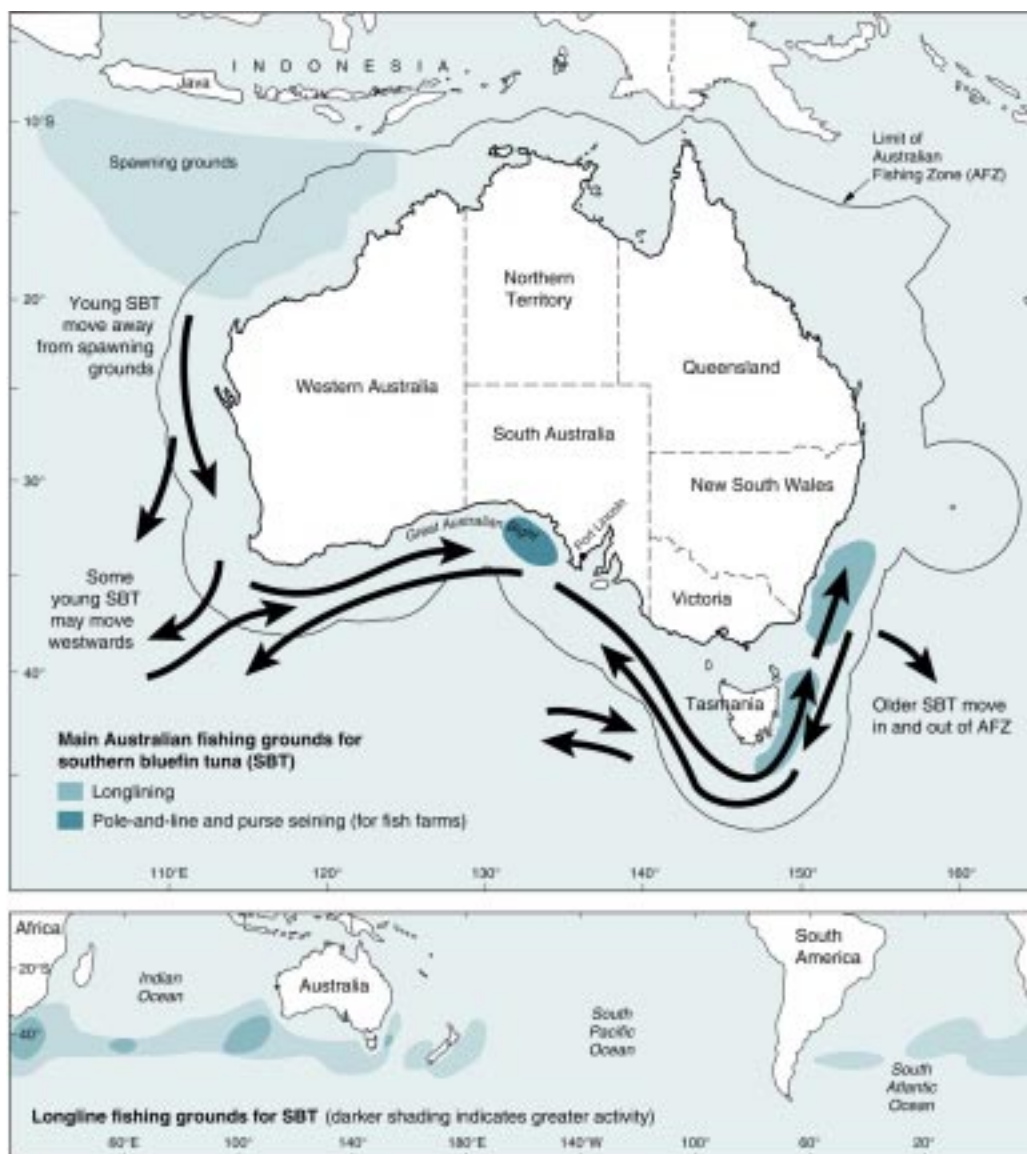 INDONESIA
Java
10°S
Spawning grounds
Limit of
Australian
Fishing Zone (AFZ)
Northern
Territory
20°
Young SBT
move away
from spawning
grounds
Western Australia
Queensland
South Australia
30°
New South Wales
Great Australian Bight
Port Lincoln
Some
young SBT
may move
westwards
Victoria
40°
Tasmania
Older SBT move
in and out of AFZ
Main Australian fishing grounds for
southern bluefin tuna (SBT)
Longlining
Pole-and-line and purse seining (for fish farms)
110°E
120°
130°
140°
150°
160°
Africa
South
America
20°S
Indian
Ocean
Australia
South
Pacific
Ocean
40°
South
Atlantic
Ocean
Longline fishing grounds for SBT (darker shading indicates greater activity)
100°
140°
180°E
140°W
100°
60°
20°